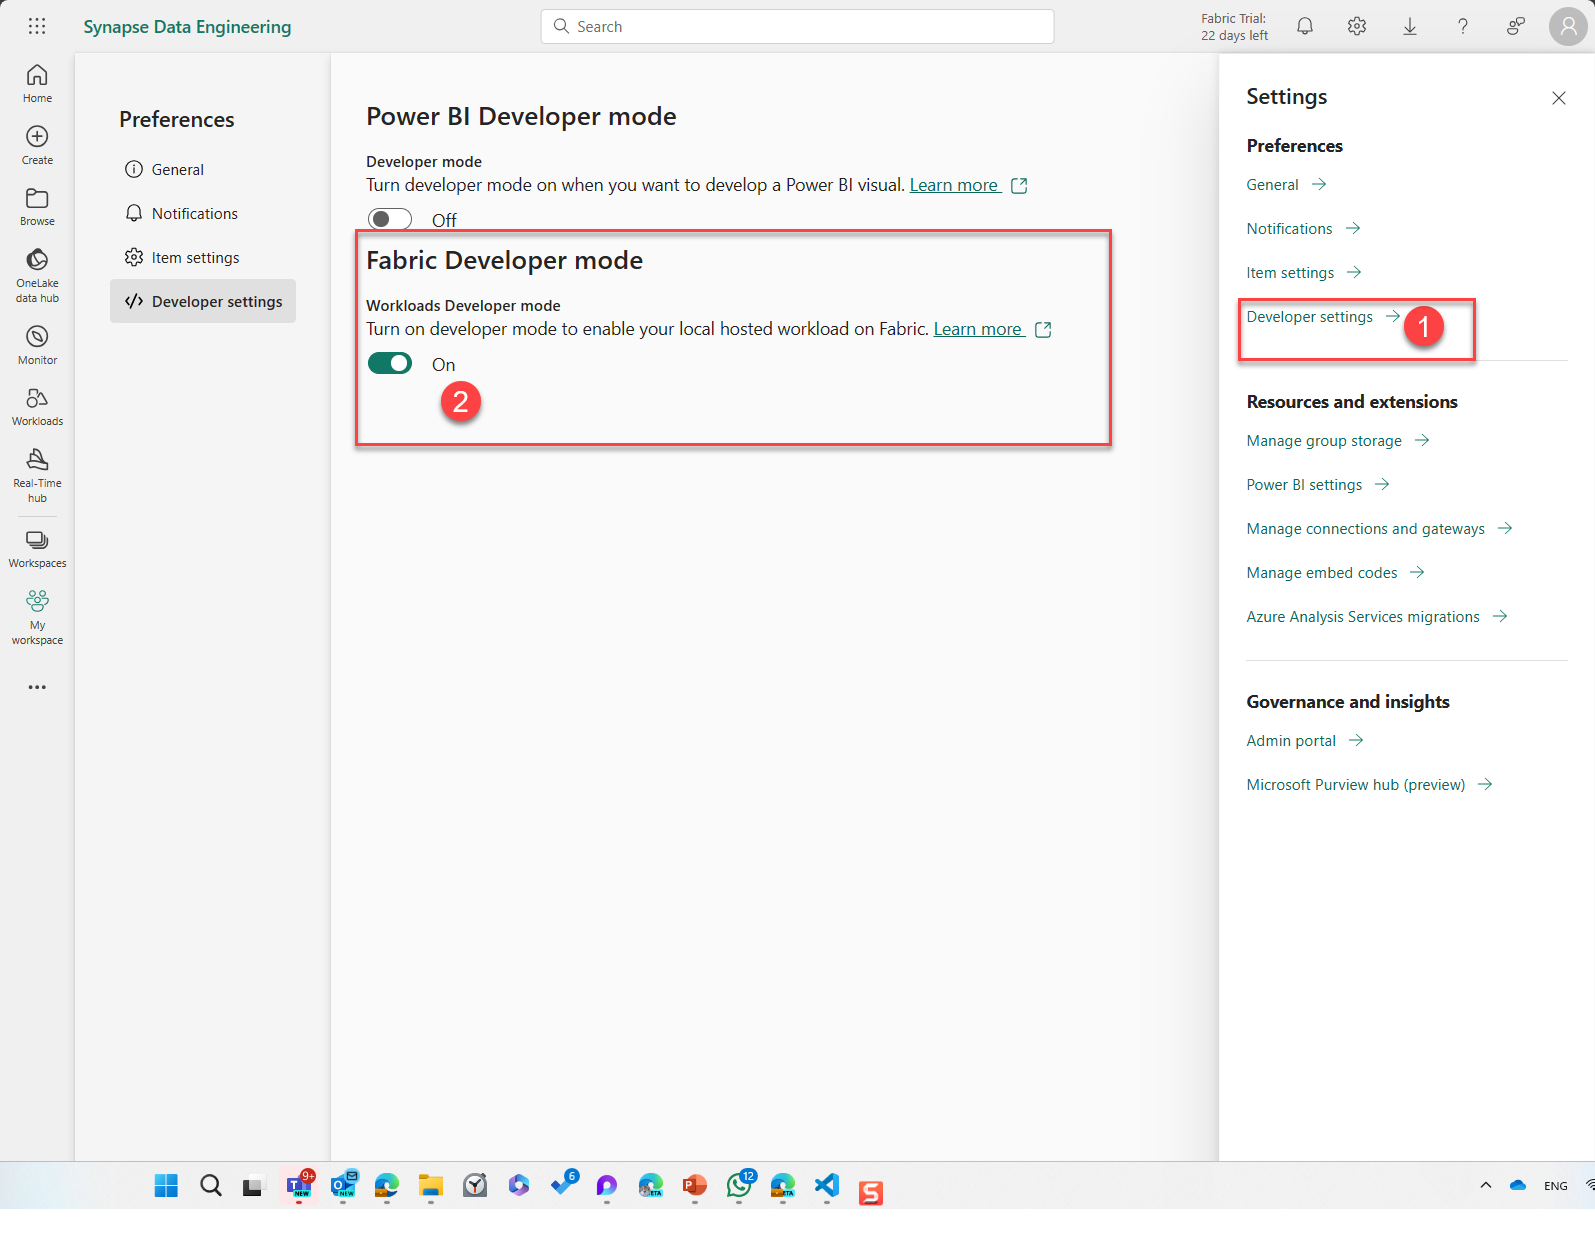 Synapse Data Engineering
Search
Fabric Trial:
22 days left
Home
Create
Browse
OneLake
data hub
Monitor
Workloads
Real-Time
hub
Workspaces
My
workspace
Preferences
General
Notifications
Item settings
Developer settings
Power BI Developer mode
Developer mode
Turn developer mode on when you want to develop a Power BI visual. Learn more
Off
Fabric Developer mode
Workloads Developer mode
Turn on developer mode to enable your local hosted workload on Fabric. Learn more
On
2
Settings
Preferences
General
Notifications
Item settings
Developer settings
1
Resources and extensions
Manage group storage
Power BI settings
Manage connections and gateways
Manage embed codes
Azure Analysis Services migrations
Governance and insights
Admin portal
Microsoft Purview hub (preview)
9+
T
NEW
O
NEW
6
BETA
P
12
BETA
S
ENG